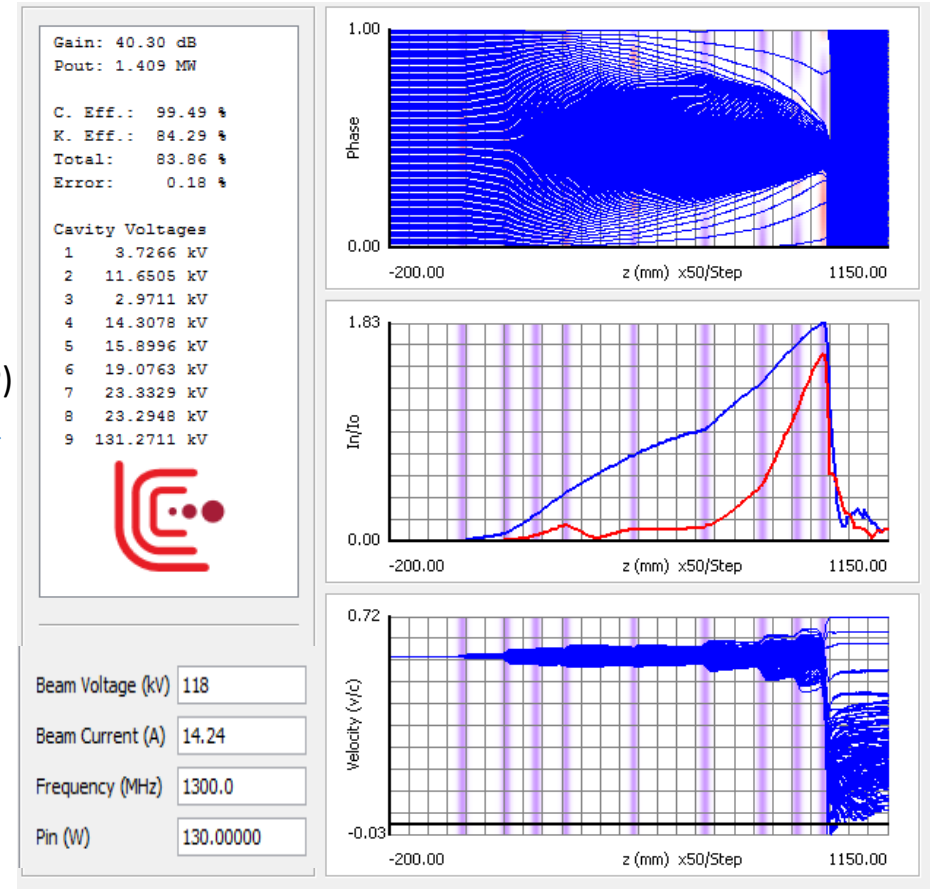 Gain: 40.30 dB
Pout: 1.409 MW
C. Eff.: 99.49 %
K. Eff.: 84.29 %
Total: 83.86 %
Error: 0.18 %
Cavity Voltages
1 3.7266 kV
2 11.6505 kV
3 2.9711 kV
4 14.3078 kV
5 15.8996 kV
6 19.0763 kV
7 23.3329 kV
8 23.2948 kV
9 131.2711 kV
)
Beam Voltage (kV) 118
Beam Current (A) 14.24
Frequency (MHz) 1300.0
Pin (W) 130.00000
1.00
Phase
0.00
-200.00 z (mm) x50/Step 1150.00
1.83
In/Io
0.00
-200.00 z (mm) x50/Step 1150.00
0.72
Velocity (v/c)
-0.03
-200.00 z (mm) x50/Step 1150.00